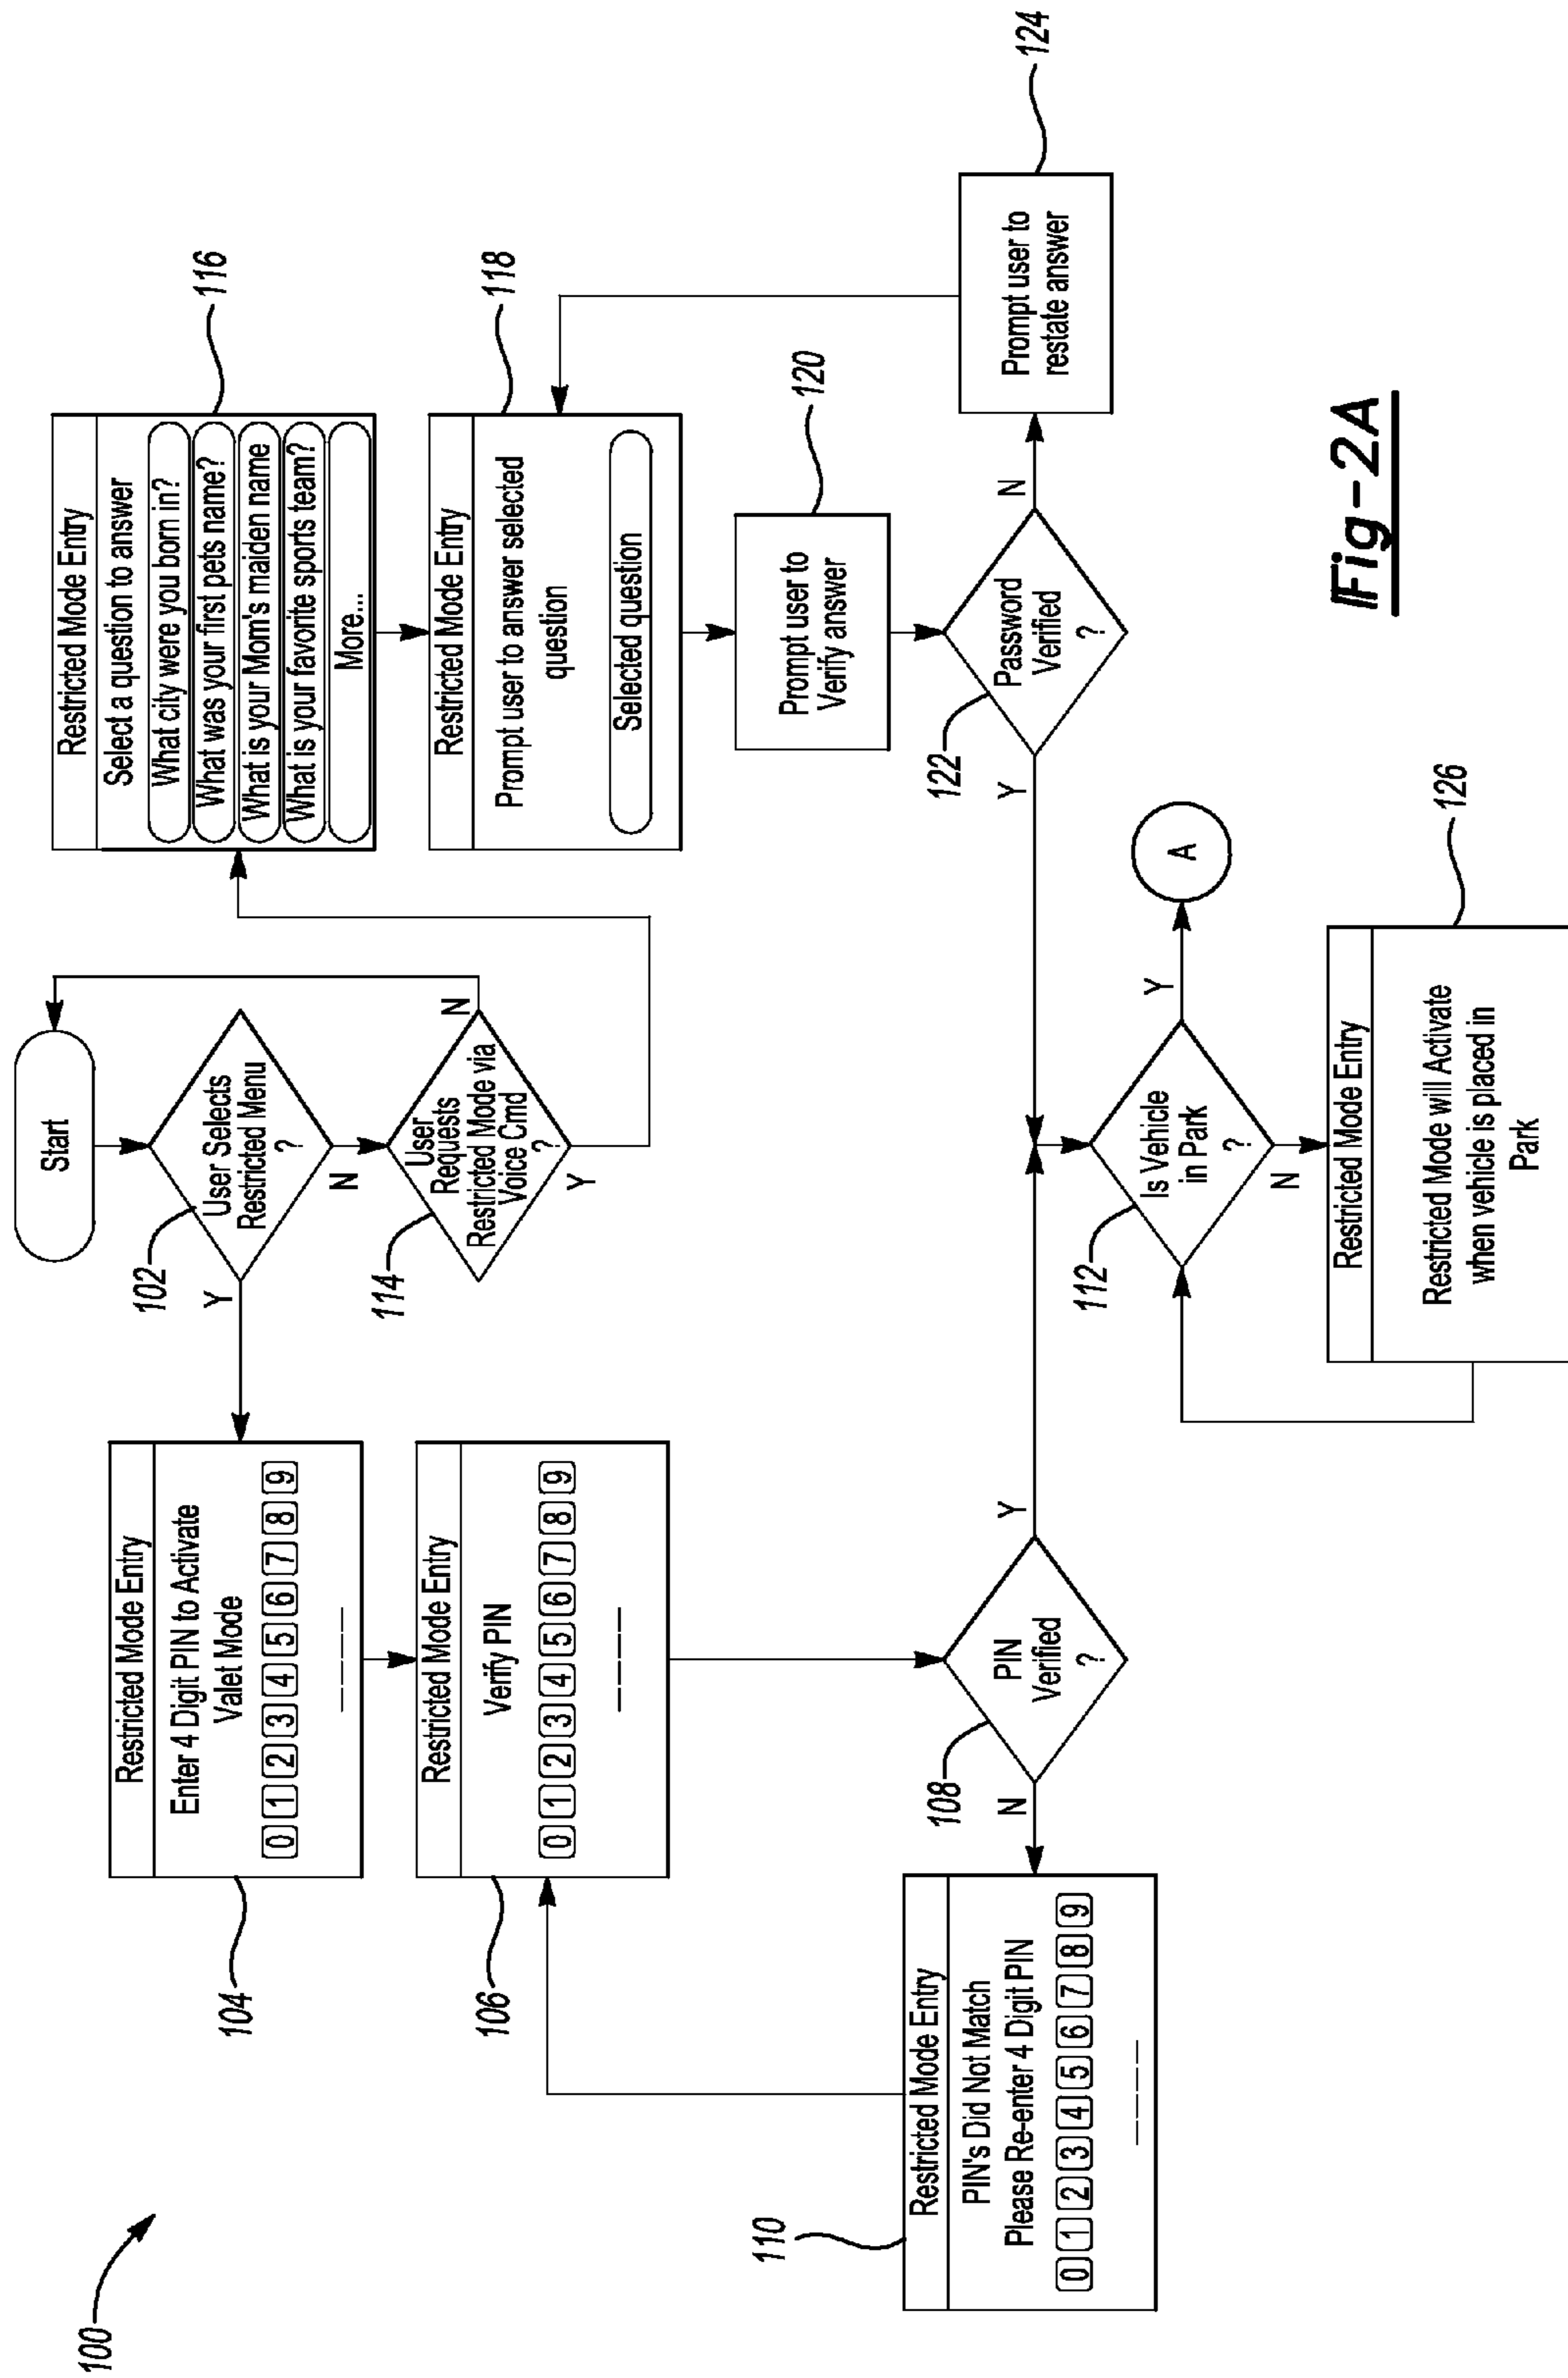 100
Start
102
User Selects
Restricted Menu
?
Y
N
114
User
Requests
Restricted Mode via
Voice Cmd
?
N
Y
104
Restricted Mode Entry
Enter 4 Digit PIN to Activate
Valet Mode
0 1 2 3 4 5 6 7 8 9
_ _ _ _
106
Restricted Mode Entry
Verify PIN
0 1 2 3 4 5 6 7 8 9
_ _ _ _
108
PIN
Verified
?
N
Y
110
Restricted Mode Entry
PIN's Did Not Match
Please Re-enter 4 Digit PIN
0 1 2 3 4 5 6 7 8 9
_ _ _ _
116
Restricted Mode Entry
Select a question to answer
What city were you born in?
What was your first pets name?
What is your Mom's maiden name
What is your favorite sports team?
More...
118
Restricted Mode Entry
Prompt user to answer selected
question
Selected question
120
Prompt user to
Verify answer
122
Password
Verified
?
Y
N
124
Prompt user to
restate answer
112
Is Vehicle
in Park
?
Y
N
A
126
Restricted Mode Entry
Restricted Mode will Activate
when vehicle is placed in
Park
Fig-2A